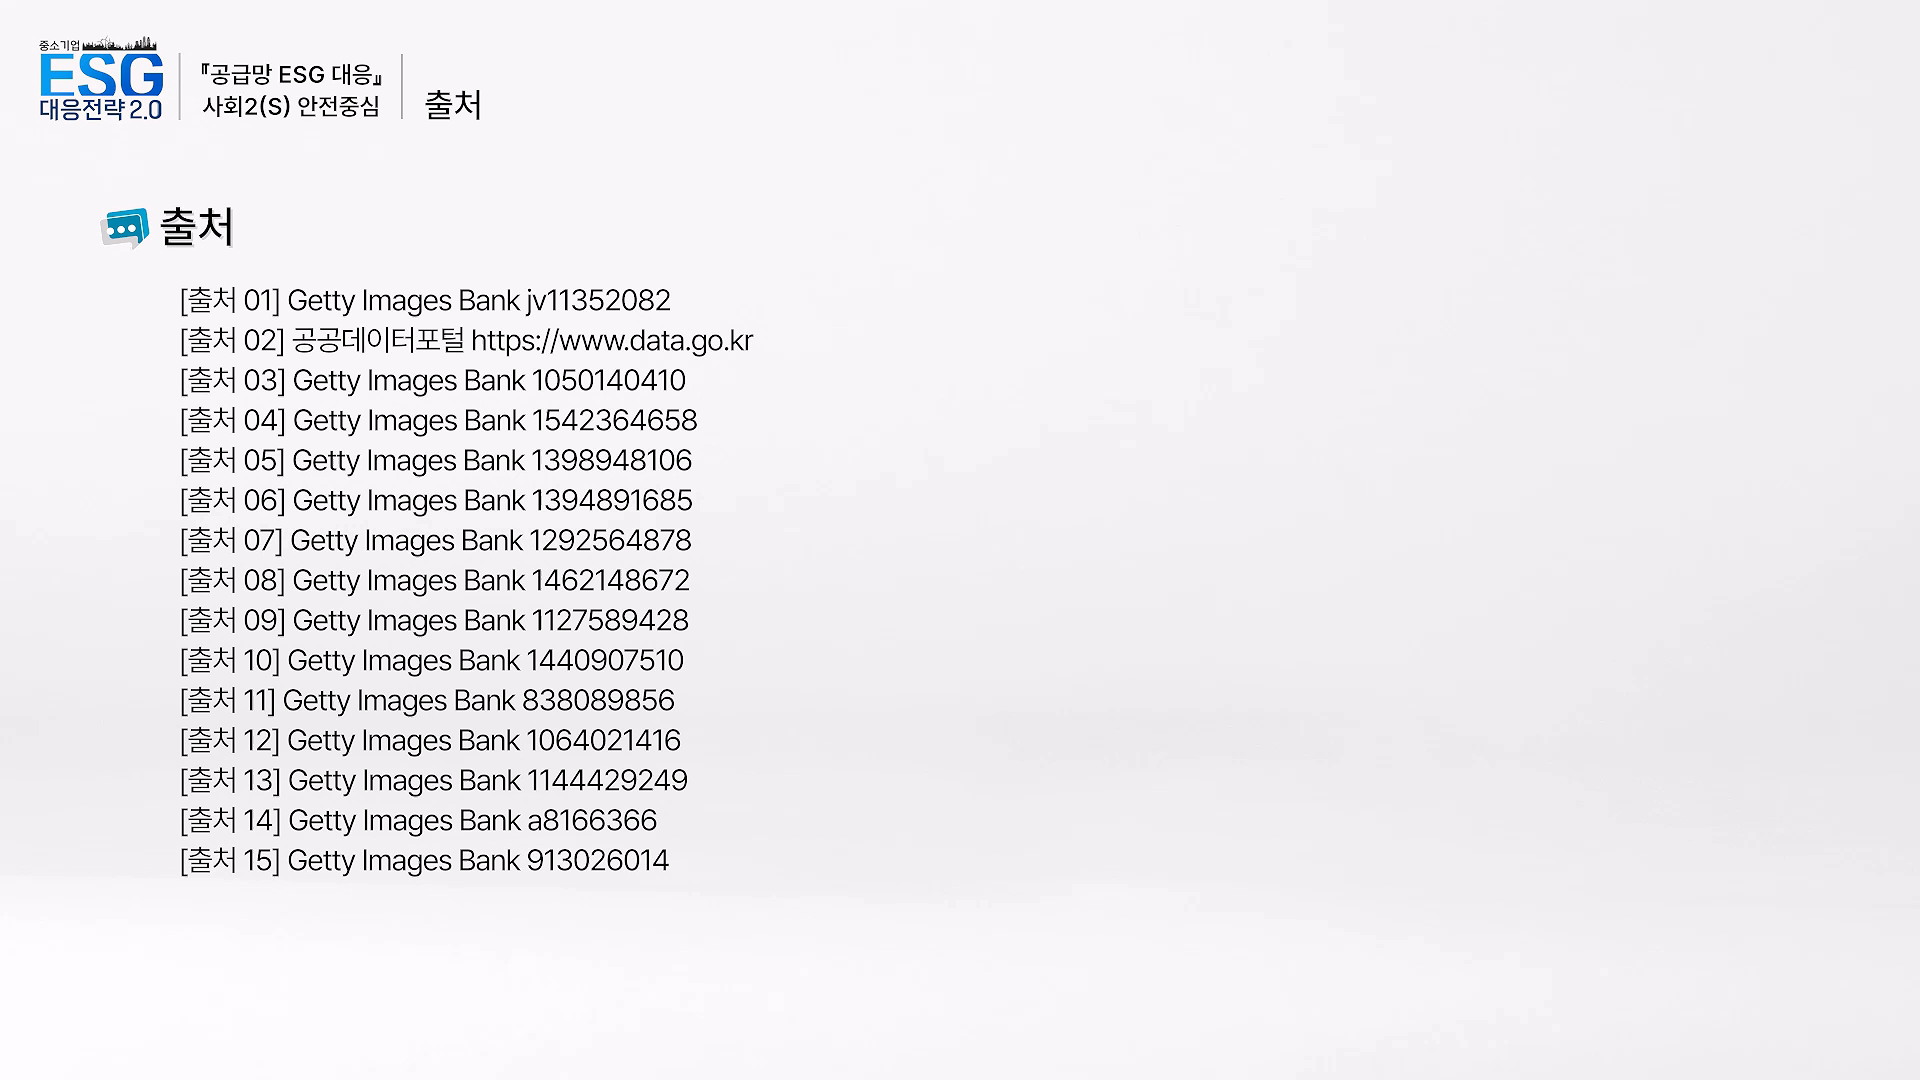 중소기업
ESG
대응전략 2.0
『공급망 ESG 대응』
사회2(S) 안전중심
출처
출처
[출처 01] Getty Images Bank jv11352082
[출처 02] 공공데이터포털 https://www.data.go.kr
[출처 03] Getty Images Bank 1050140410
[출처 04] Getty Images Bank 1542364658
[출처 05] Getty Images Bank 1398948106
[출처 06] Getty Images Bank 1394891685
[출처 07] Getty Images Bank 1292564878
[출처 08] Getty Images Bank 1462148672
[출처 09] Getty Images Bank 1127589428
[출처 10] Getty Images Bank 1440907510
[출처 11] Getty Images Bank 838089856
[출처 12] Getty Images Bank 1064021416
[출처 13] Getty Images Bank 1144429249
[출처 14] Getty Images Bank a8166366
[출처 15] Getty Images Bank 913026014